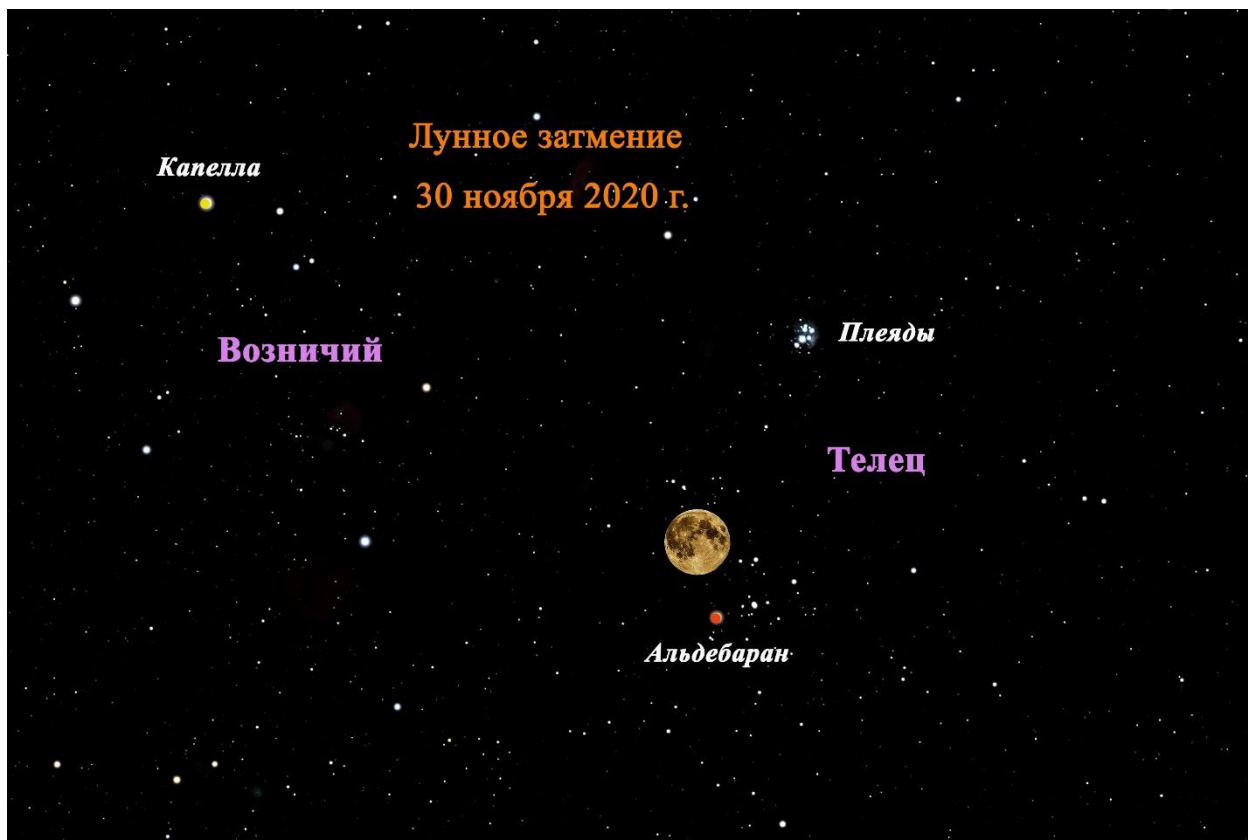 Лунное затмение
30 ноября 2020 г.
Капелла
Возничий
Плеяды
Телец
Альдебаран